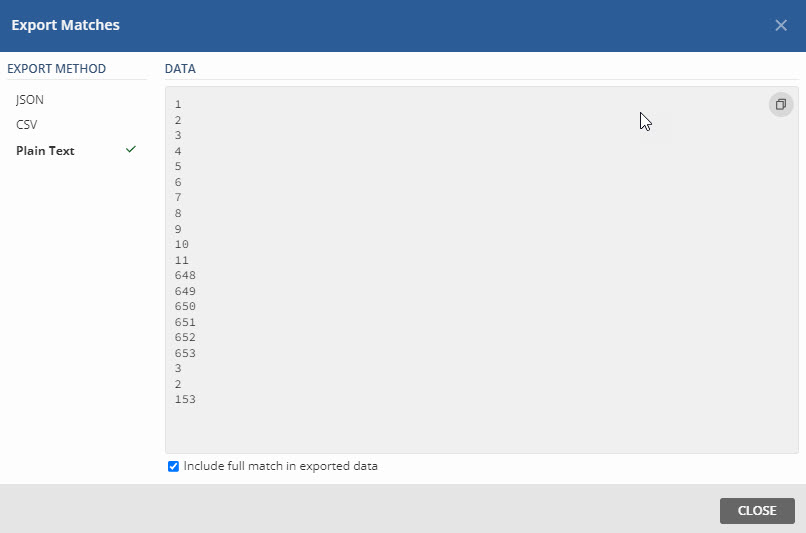 Export Matches
EXPORT METHOD
JSON
CSV
Plain Text
DATA
1
2
3
4
5
6
7
8
9
10
11
648
649
650
651
652
653
3
2
153
Include full match in exported data
CLOSE